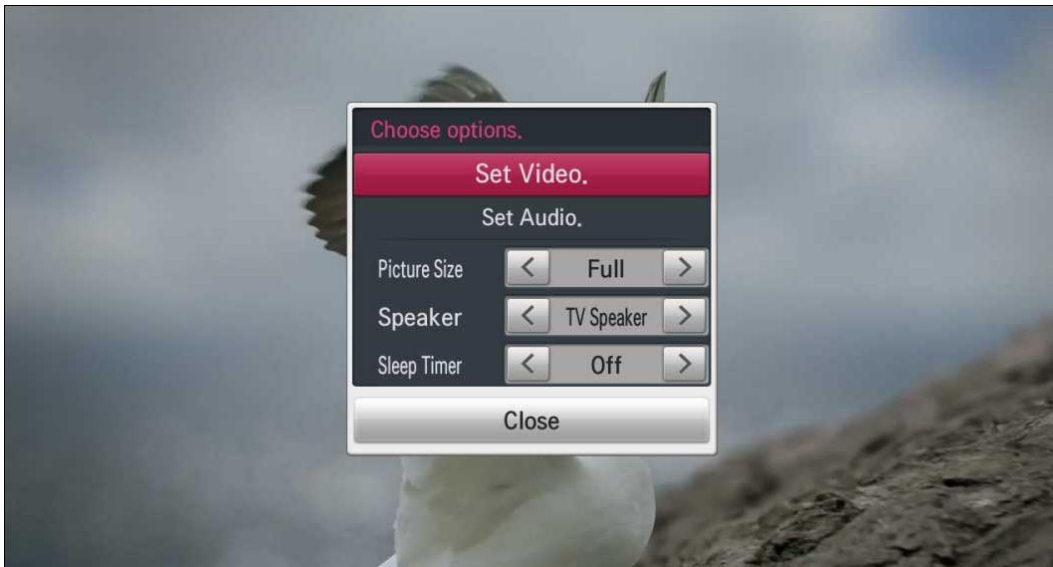 Choose options.
Set Video.
Set Audio.
Picture Size < Full >
Speaker < TV Speaker >
Sleep Timer < Off >
Close